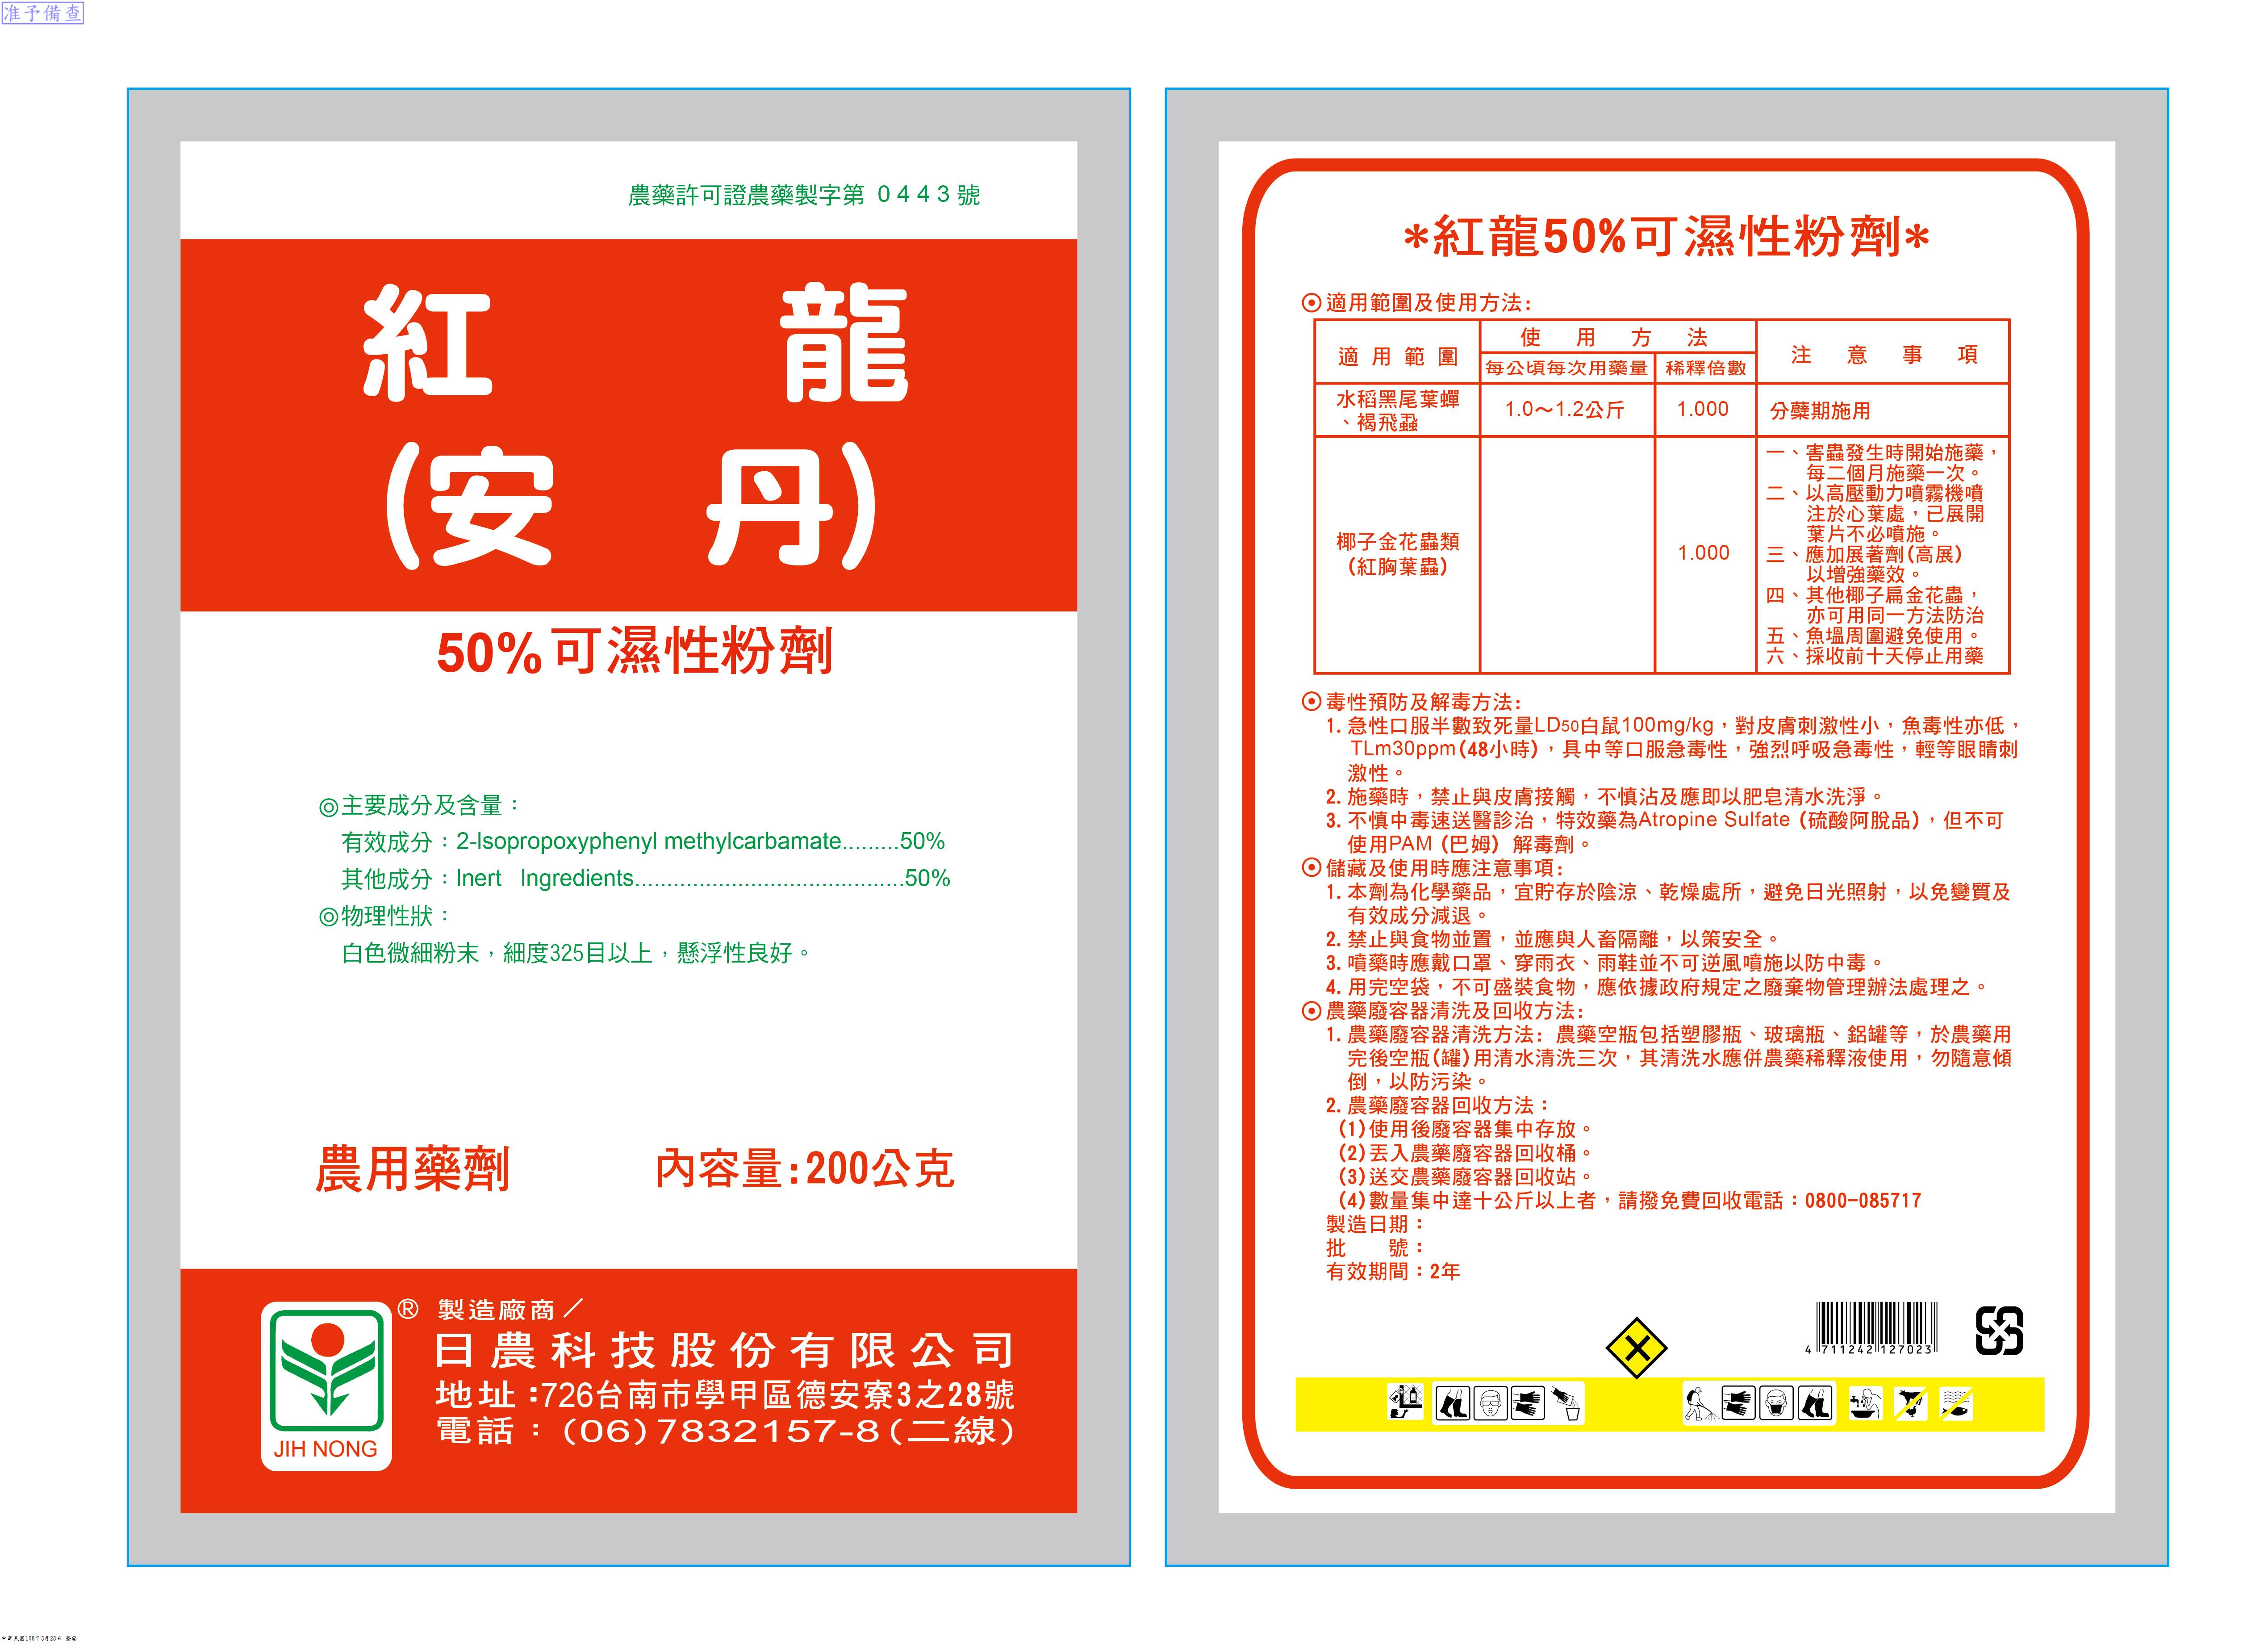 准予備查
農藥許可證農藥製字第 0443號
紅龍
(安丹)
50%可濕性粉劑
◎主要成分及含量：
有效成分：2-Isopropoxyphenyl methylcarbamate.........50%
其他成分：Inert Ingredients..........................................50%
◎物理性狀：
白色微細粉末，細度325目以上，懸浮性良好。
農用藥劑 內容量:200公克
® 製造廠商／
日農科技股份有限公司
地址:726台南市學甲區德安寮3之28號
電話：(06)7832157-8(二線)
JIH NONG
*紅龍50%可濕性粉劑*
⊙適用範圍及使用方法:
適用範圍 使用方法 注意事項
每公頃每次用藥量 稀釋倍數
水稻黑尾葉蟬
、褐飛蝨
1.0～1.2公斤 1.000 分蘗期施用
椰子金花蟲類
(紅胸葉蟲)
1.000
一、害蟲發生時開始施藥，
每二個月施藥一次。
二、以高壓動力噴霧機噴
注於心葉處，已展開
葉片不必噴施。
三、應加展著劑(高展)
以增強藥效。
四、其他椰子扁金花蟲，
亦可用同一方法防治
五、魚塭周圍避免使用。
六、採收前十天停止用藥
⊙毒性預防及解毒方法:
1. 急性口服半數致死量LD50白鼠100mg/kg，對皮膚刺激性小，魚毒性亦低，
TLm30ppm(48小時)，具中等口服急毒性，強烈呼吸急毒性，輕等眼睛刺
激性。
2. 施藥時，禁止與皮膚接觸，不慎沾及應即以肥皂清水洗淨。
3. 不慎中毒速送醫診治，特效藥為Atropine Sulfate (硫酸阿脫品)，但不可
使用PAM (巴姆) 解毒劑。
⊙儲藏及使用時應注意事項:
1. 本劑為化學藥品，宜貯存於陰涼、乾燥處所，避免日光照射，以免變質及
有效成分減退。
2. 禁止與食物並置，並應與人畜隔離，以策安全。
3. 噴藥時應戴口罩、穿雨衣、雨鞋並不可逆風噴施以防中毒。
4. 用完空袋，不可盛裝食物，應依據政府規定之廢棄物管理辦法處理之。
⊙農藥廢容器清洗及回收方法:
1. 農藥廢容器清洗方法: 農藥空瓶包括塑膠瓶、玻璃瓶、鋁罐等，於農藥用
完後空瓶(罐)用清水清洗三次，其清洗水應併農藥稀釋液使用，勿隨意傾
倒，以防污染。
2. 農藥廢容器回收方法：
(1)使用後廢容器集中存放。
(2)丟入農藥廢容器回收桶。
(3)送交農藥廢容器回收站。
(4)數量集中達十公斤以上者，請撥免費回收電話：0800-085717
製造日期：
批　號：
有效期間：2年
4 711242 127023
中華民國108年3月28日 簽發